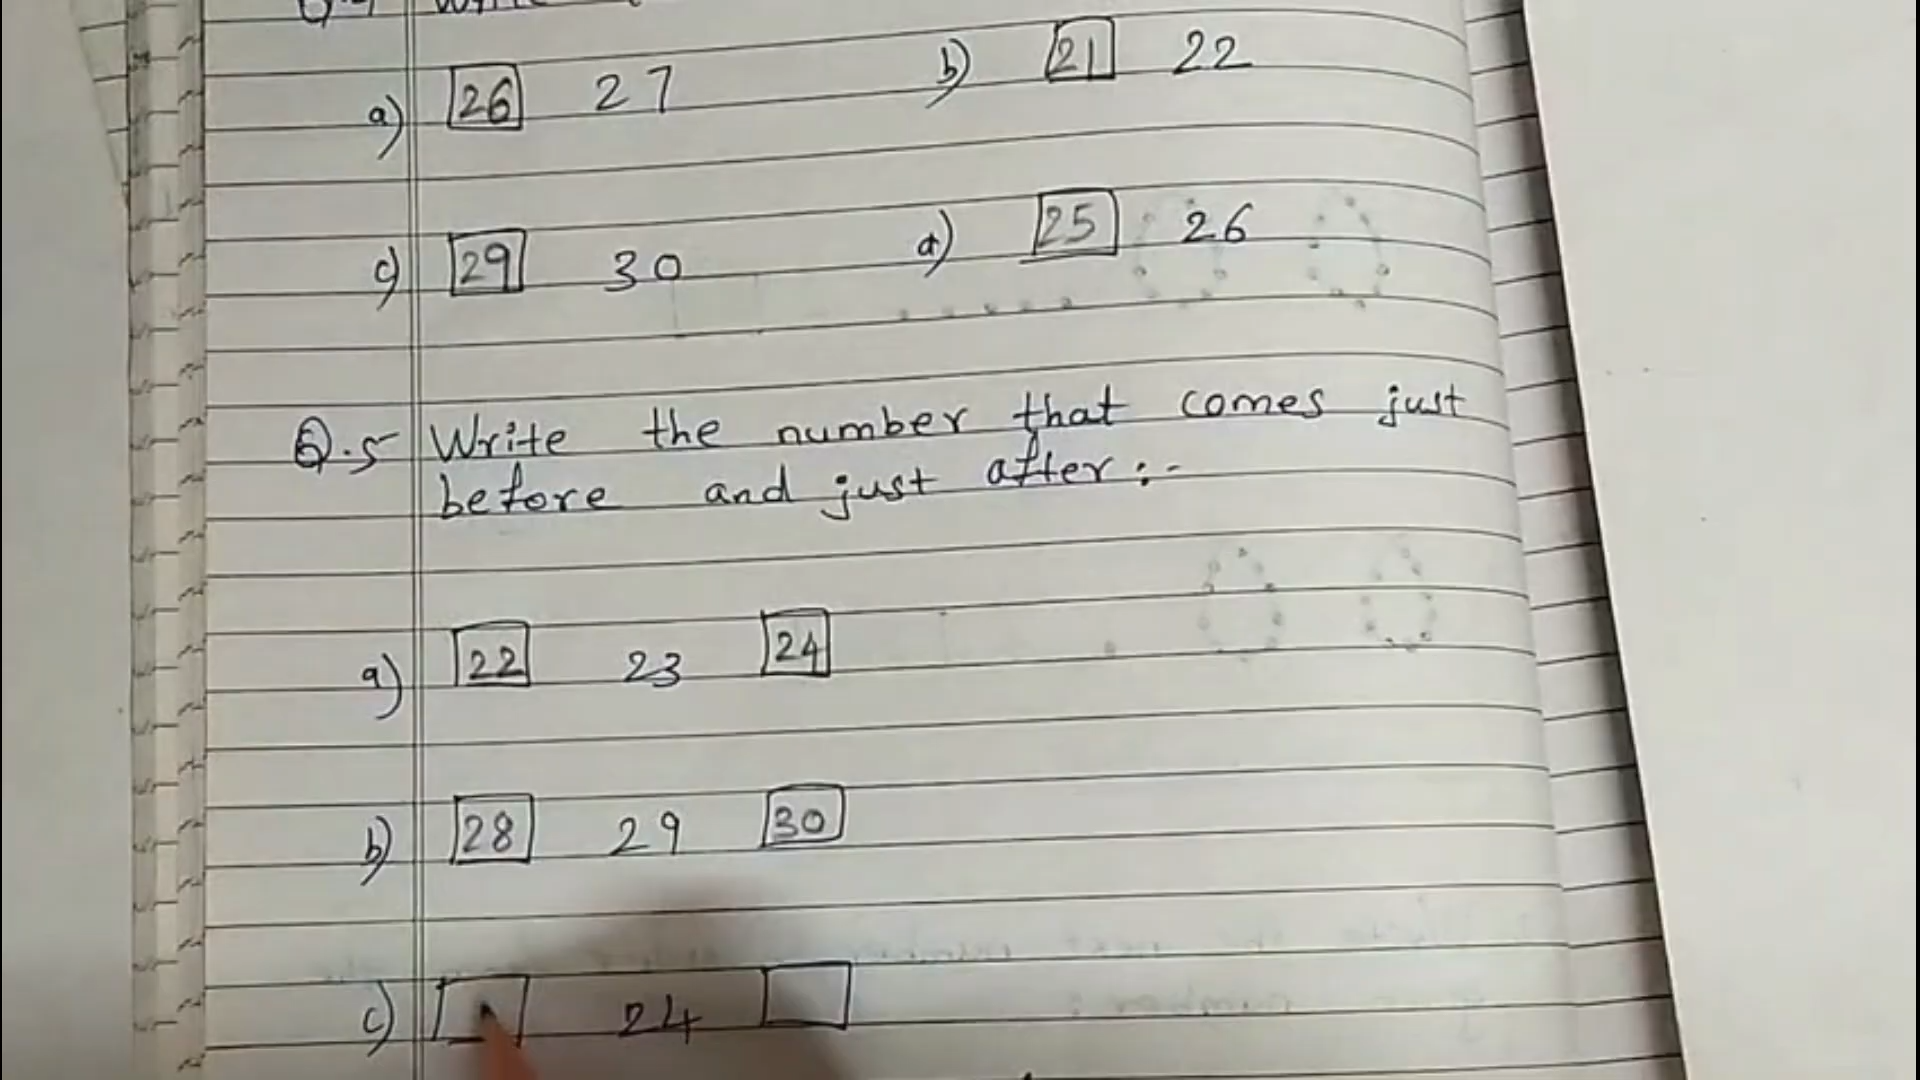 a) 26 27 b) 21 22
c) 29 30 d) 25 26
Q.5 Write the number that comes just
before and just after:-
a) 22 23 24
b) 28 29 30
c) 24